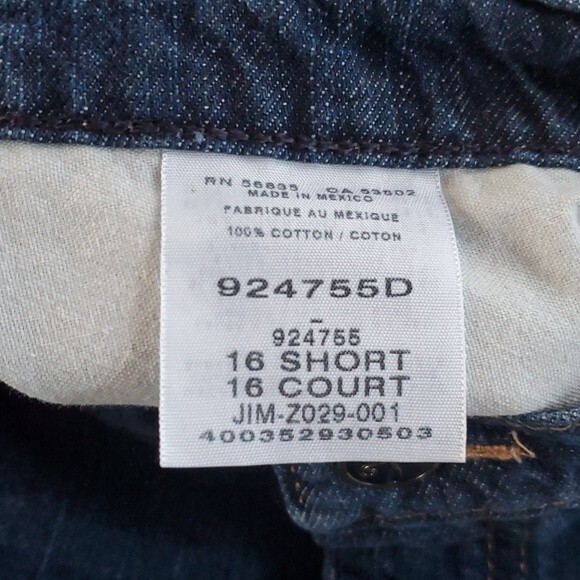 RN 56835 CA 53502
MADE IN MEXICO
FABRIQUE AU MEXIQUE
100% COTTON / COTON
924755D
–
924755
16 SHORT
16 COURT
JIM-Z029-001
400352930503